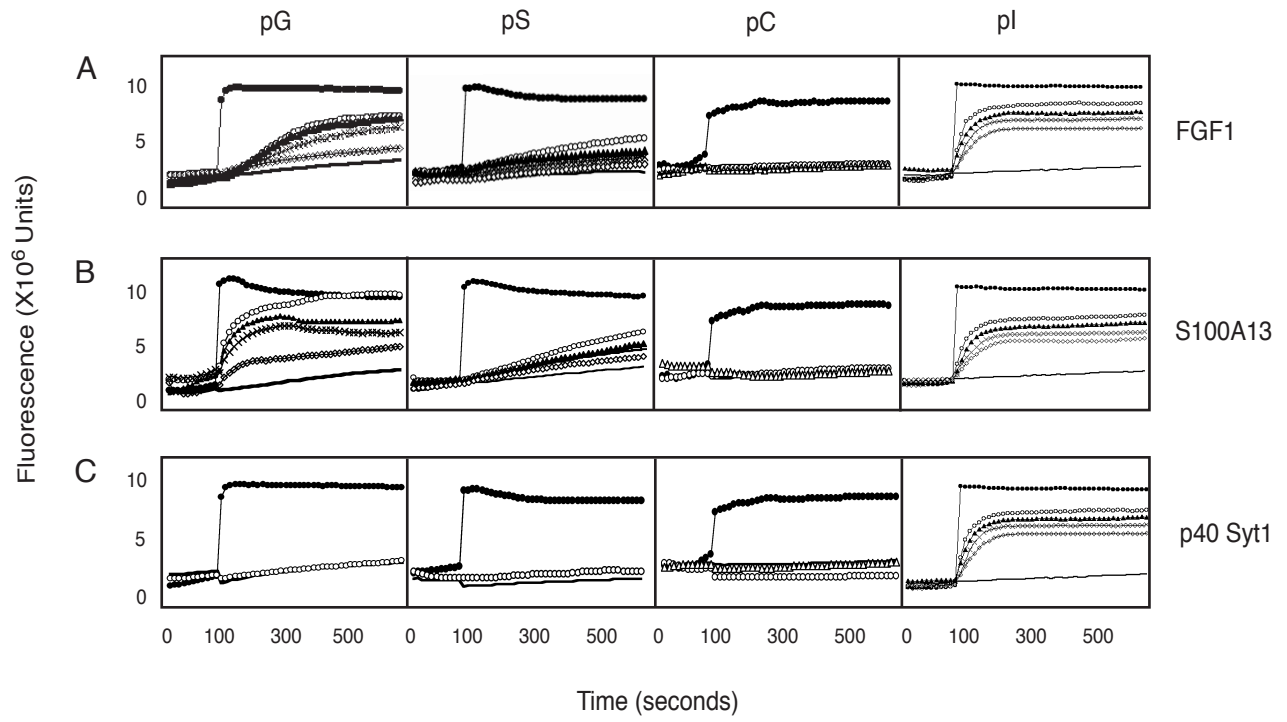 pG pS pC pI
A
10
5
0
FGF1
B
10
5
0
S100A13
C
10
5
0
p40 Syt1
0 100 300 500 0 100 300 500 0 100 300 500 0 100 300 500
Time (seconds)
Fluorescence (X10⁶ Units)